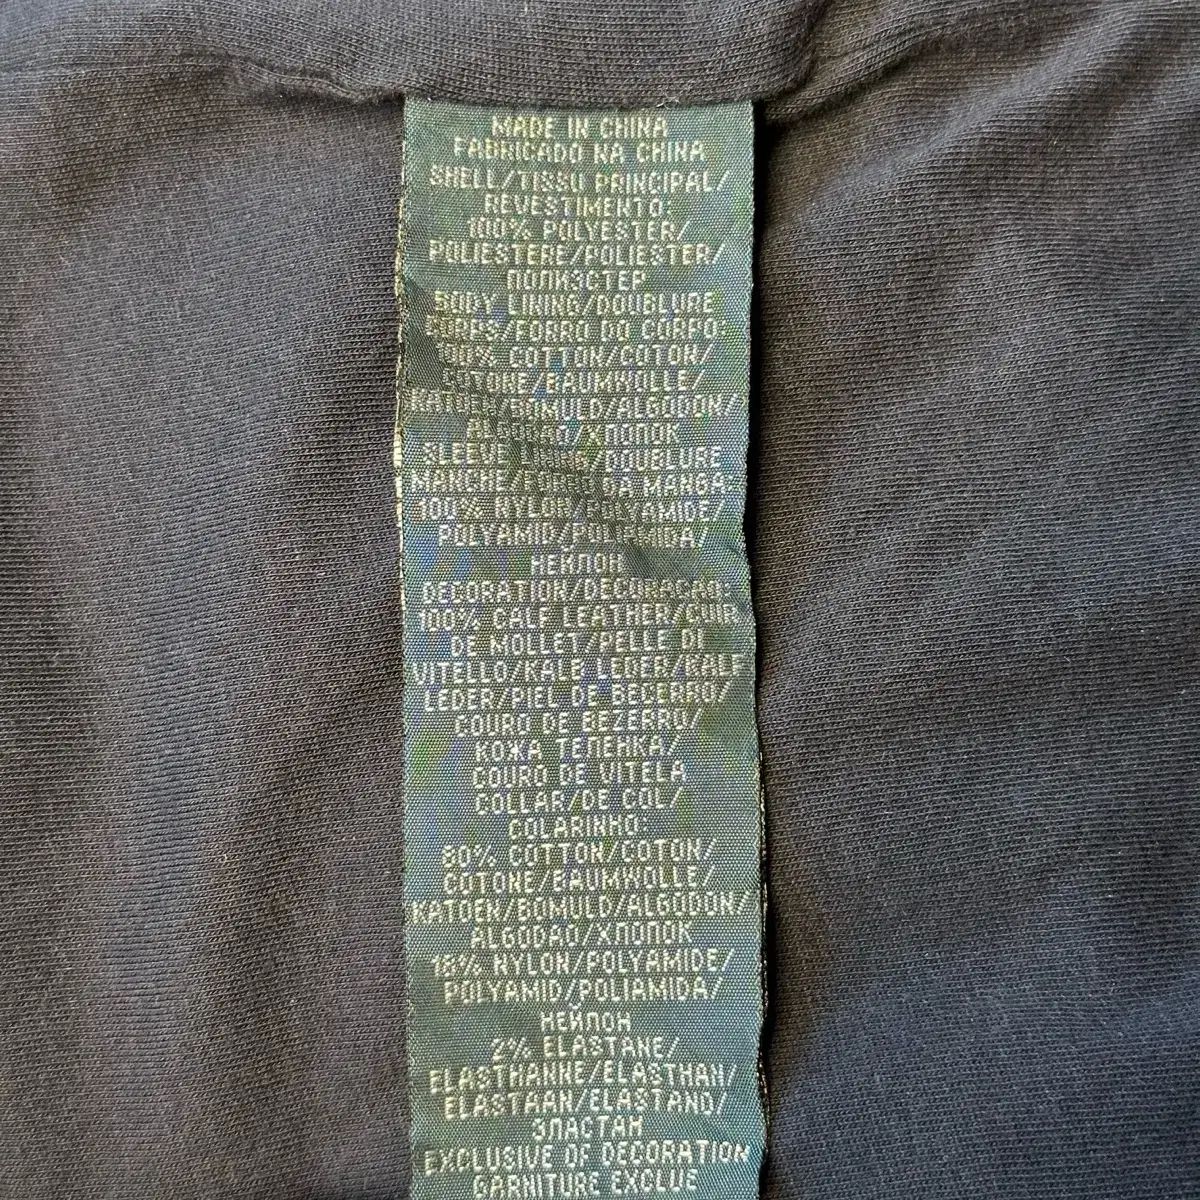 MADE IN CHINA
FABRICADO NA CHINA
SHELL/TISSU PRINCIPAL/
REVESTIMENTO:
100% POLYESTER/
POLIESTERE/POLIESTER/
ПОЛИЭСТЕР
BODY LINING/DOUBLURE
CORPS/FORRO DO CORPO:
100% COTTON/COTON/
COTONE/BAUMWOLLE/
KATOEN/BOMULD/ALGODON/
ALGODAO/ХЛОПОК
SLEEVE LINING/DOUBLURE
MANCHE/FORRO DA MANGA
100% NYLON/POLYAMIDE/
POLYAMID/POLIAMIDA/
НЕЙЛОН
DECORATION/DECORACAO:
100% CALF LEATHER/CUIR
DE MOLLET/PELLE DI
VITELLO/KALB LEDER/KALF
LEDER/PIEL DE BECERRO/
COURO DE BEZERRO/
КОЖА ТЕЛЕНКА/
COURO DE VITELA
COLLAR/DE COL/
COLARINHO:
80% COTTON/COTON/
COTONE/BAUMWOLLE/
KATOEN/BOMULD/ALGODON/
ALGODAO/ХЛОПОК
18% NYLON/POLYAMIDE/
POLYAMID/POLIAMIDA/
НЕЙЛОН
2% ELASTANE/
ELASTHANNE/ELASTHAN/
ELASTAAN/ELASTANO/
ЭЛАСТАН
EXCLUSIVE OF DECORATION
GARNITURE EXCLUE